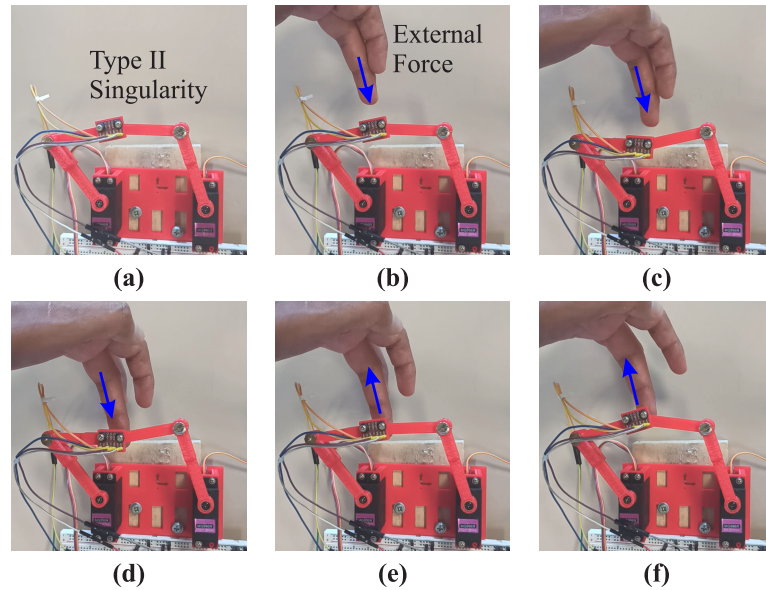 Type II
Singularity
External
Force
(a)
(b)
(c)
(d)
(e)
(f)